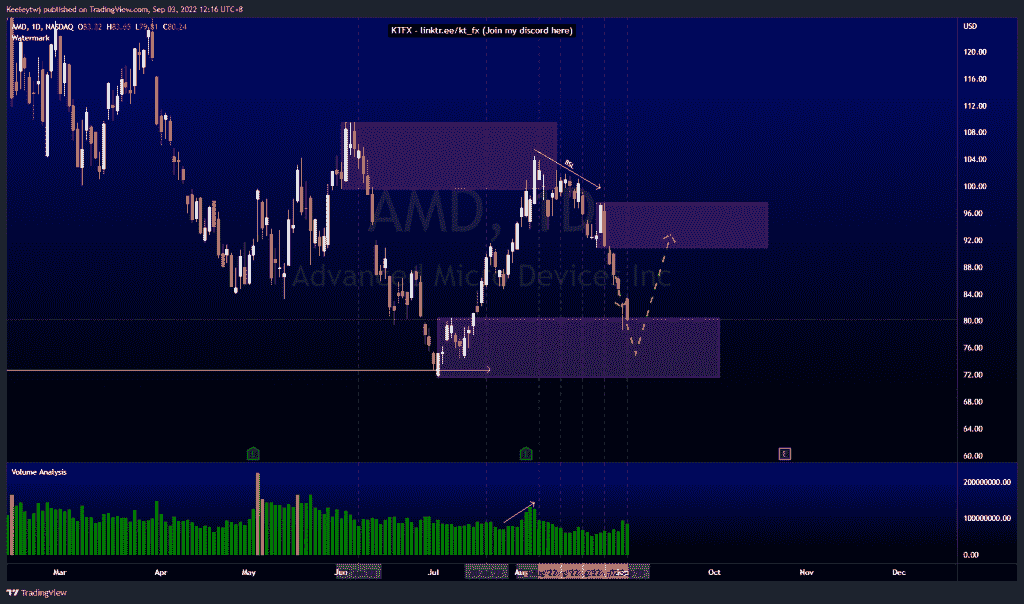 Keeleytwj published on TradingView.com, Sep 03, 2022 12:16 UTC+8
AMD, 1D, NASDAQ O83.32 H83.65 L79.81 C80.24
Watermark
KTFX - linktr.ee/kt_fx (Join my discord here)
USD
120.00
116.00
112.00
108.00
104.00
100.00
96.00
92.00
88.00
84.00
80.00
76.00
72.00
68.00
64.00
60.00
AMD, 1D
Advanced Micro Devices Inc
E
E
E
Volume Analysis
200000000.00
100000000.00
0.00
Mar Apr May Jun Jul Aug Sep Oct Nov Dec
TradingView